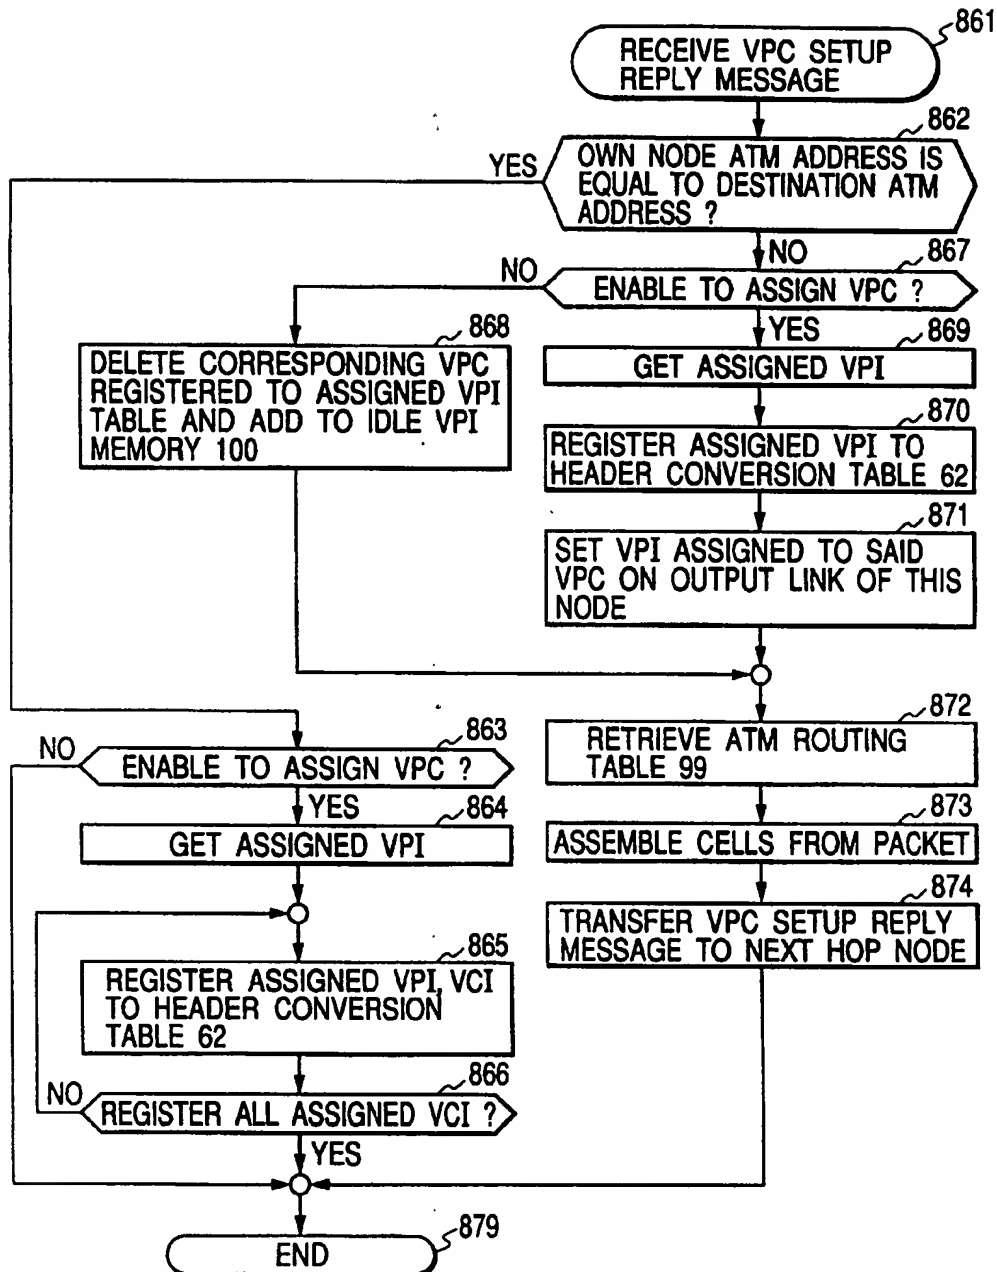 861
RECEIVE VPC SETUP
REPLY MESSAGE
862
YES
OWN NODE ATM ADDRESS IS
EQUAL TO DESTINATION ATM
ADDRESS ?
NO
867
NO
ENABLE TO ASSIGN VPC ?
YES
868
DELETE CORRESPONDING VPC
REGISTERED TO ASSIGNED VPI
TABLE AND ADD TO IDLE VPI
MEMORY 100
869
GET ASSIGNED VPI
870
REGISTER ASSIGNED VPI TO
HEADER CONVERSION TABLE 62
871
SET VPI ASSIGNED TO SAID
VPC ON OUTPUT LINK OF THIS
NODE
872
RETRIEVE ATM ROUTING
TABLE 99
863
NO
ENABLE TO ASSIGN VPC ?
YES
864
GET ASSIGNED VPI
873
ASSEMBLE CELLS FROM PACKET
874
TRANSFER VPC SETUP REPLY
MESSAGE TO NEXT HOP NODE
865
REGISTER ASSIGNED VPI, VCI
TO HEADER CONVERSION
TABLE 62
866
NO
REGISTER ALL ASSIGNED VCI ?
YES
879
END